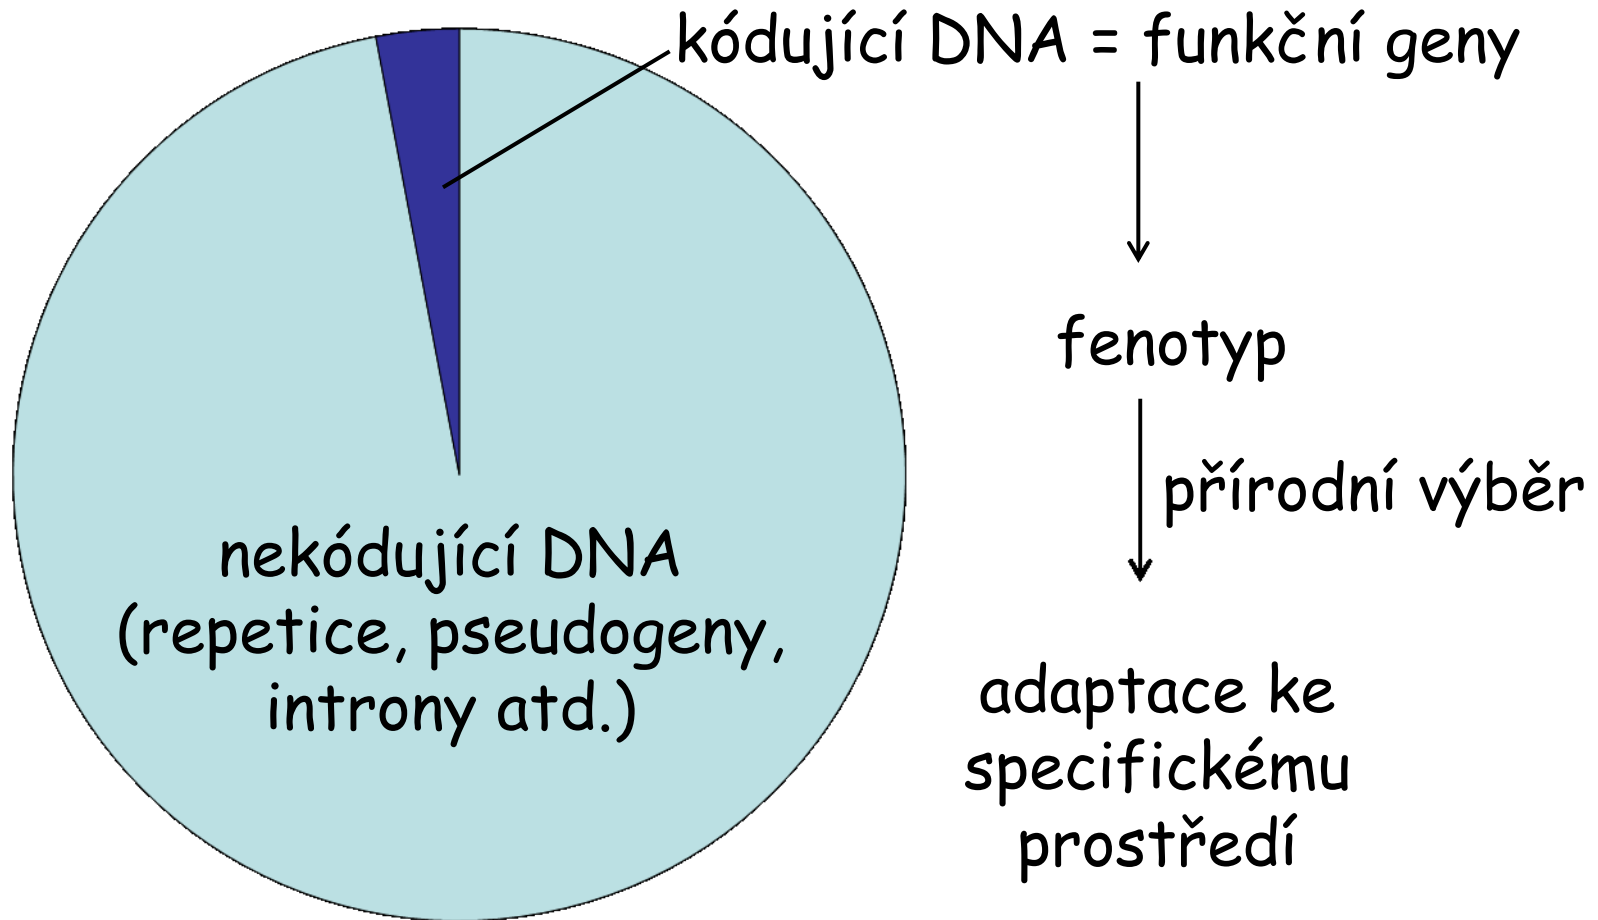 kódující DNA = funkční geny
fenotyp
přírodní výběr
nekódující DNA
(repetice, pseudogeny,
introny atd.)
adaptace ke
specifickému
prostředí